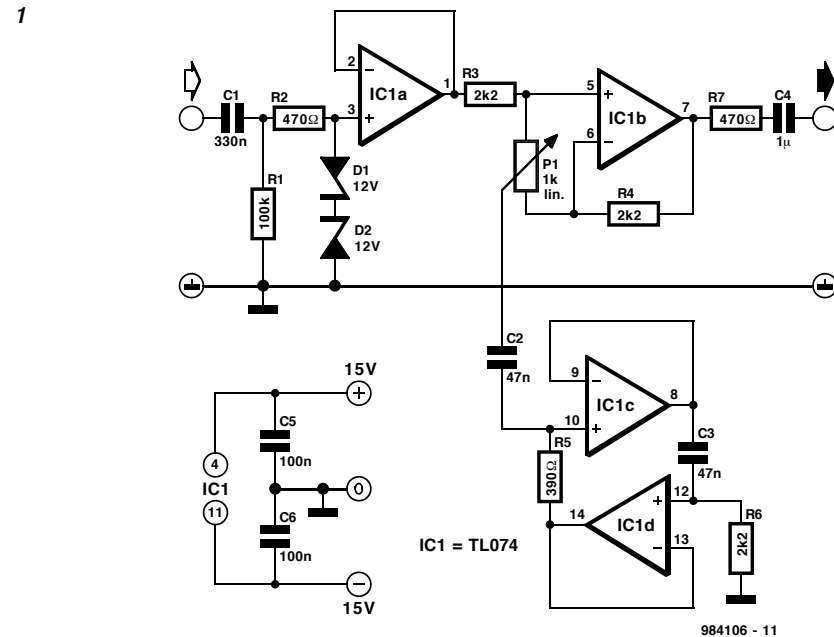 1
C1
330n
R2
470Ω
R1
100k
2
−
3
+
IC1a
1
D1
12V
D2
12V
R3
2k2
P1
1k
lin.
5
+
6
−
IC1b
7
R4
2k2
R7
470Ω
C4
1µ
C2
47n
9
−
10
+
IC1c
8
R5
390Ω
C3
47n
14
12
+
IC1d
13
−
R6
2k2
15V
+
C5
100n
4
IC1
11
0
C6
100n
−
15V
IC1 = TL074
984106 - 11